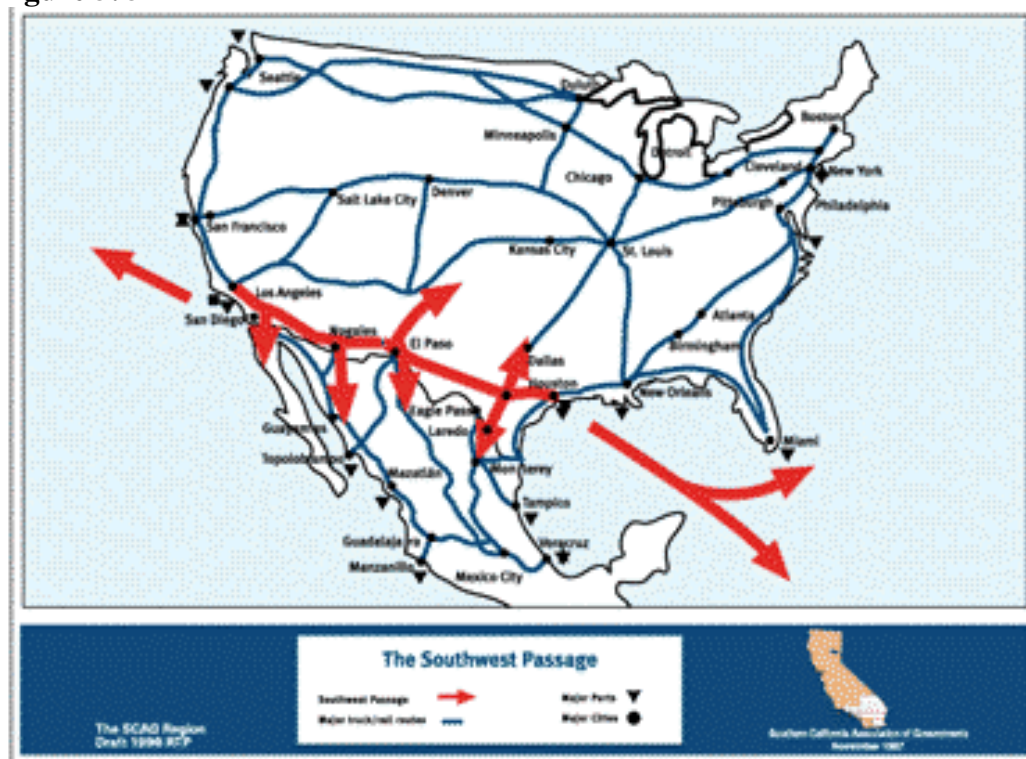 Seattle
Duluth
Minneapolis
Boston
Detroit
Cleveland
New York
Chicago
Pittsburgh
Philadelphia
Salt Lake City
Denver
San Francisco
Kansas City
St. Louis
Los Angeles
San Diego
Nogales
El Paso
Atlanta
Birmingham
Dallas
Houston
New Orleans
Eagle Pass
Laredo
Guaymas
Miami
Topolobampo
Mazatlán
Monterey
Tampico
Guadalajara
Veracruz
Manzanillo
Mexico City
The Southwest Passage
Southwest Passage
Major Ports
Major truck/rail routes
Major Cities
The SCAG Region
Draft 1998 RTP
Southern California Association of Governments
November 1997